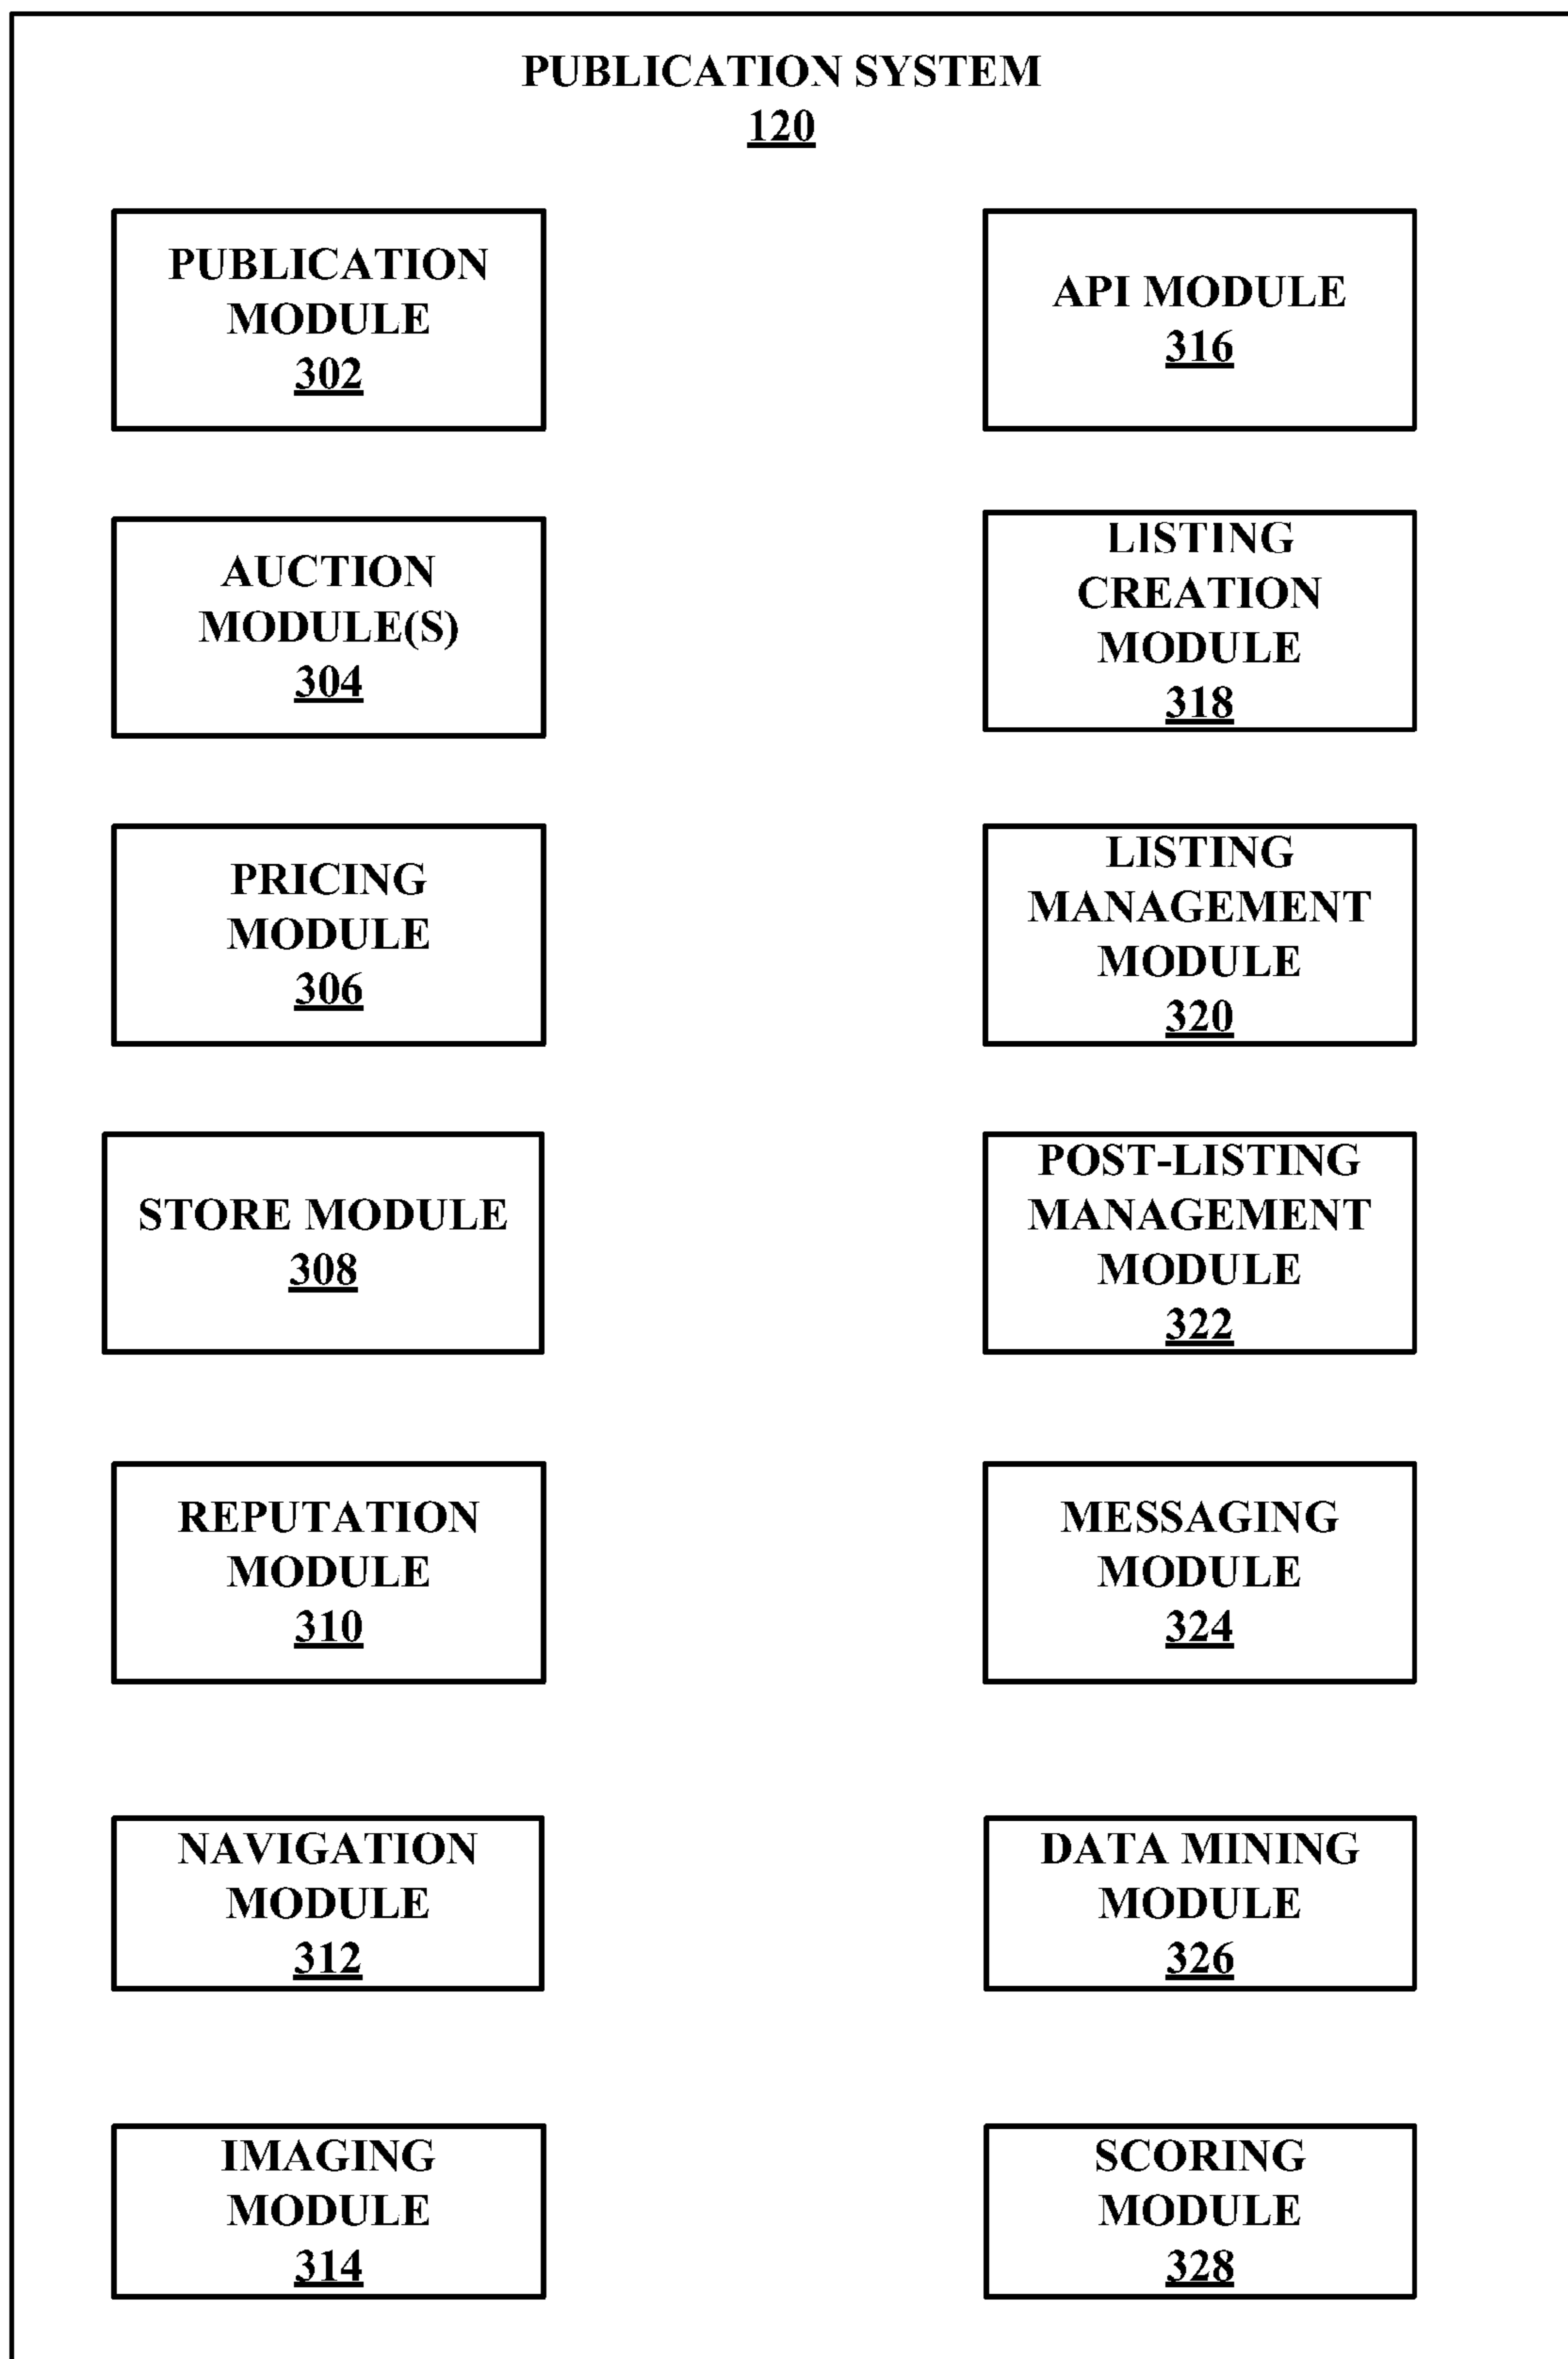 PUBLICATION SYSTEM
120
PUBLICATION
MODULE
302
AUCTION
MODULE(S)
304
PRICING
MODULE
306
STORE MODULE
308
REPUTATION
MODULE
310
NAVIGATION
MODULE
312
IMAGING
MODULE
314
API MODULE
316
LISTING
CREATION
MODULE
318
LISTING
MANAGEMENT
MODULE
320
POST-LISTING
MANAGEMENT
MODULE
322
MESSAGING
MODULE
324
DATA MINING
MODULE
326
SCORING
MODULE
328